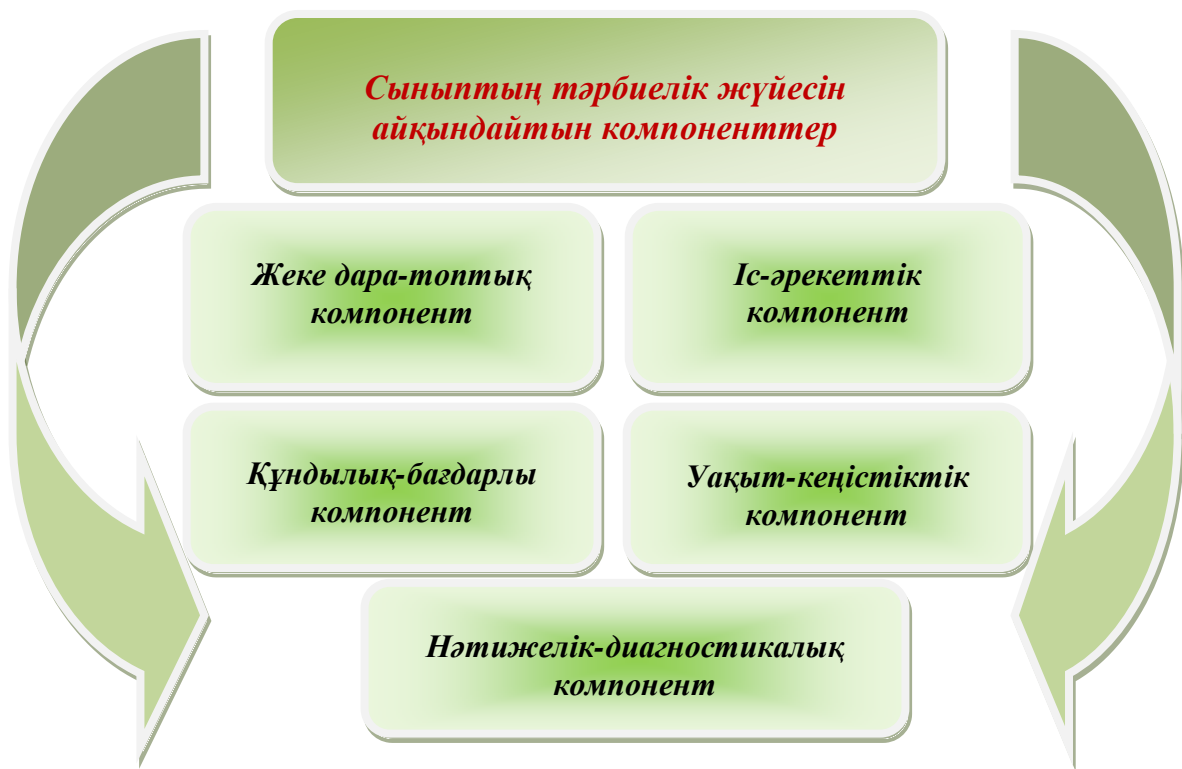 Сыныптың тәрбиелік жүйесін
айқындайтын компоненттер
Жеке дара-топтық
компонент
Іс-әрекеттік
компонент
Құндылық-бағдарлы
компонент
Уақыт-кеңістіктік
компонент
Нәтижелік-диагностикалық
компонент